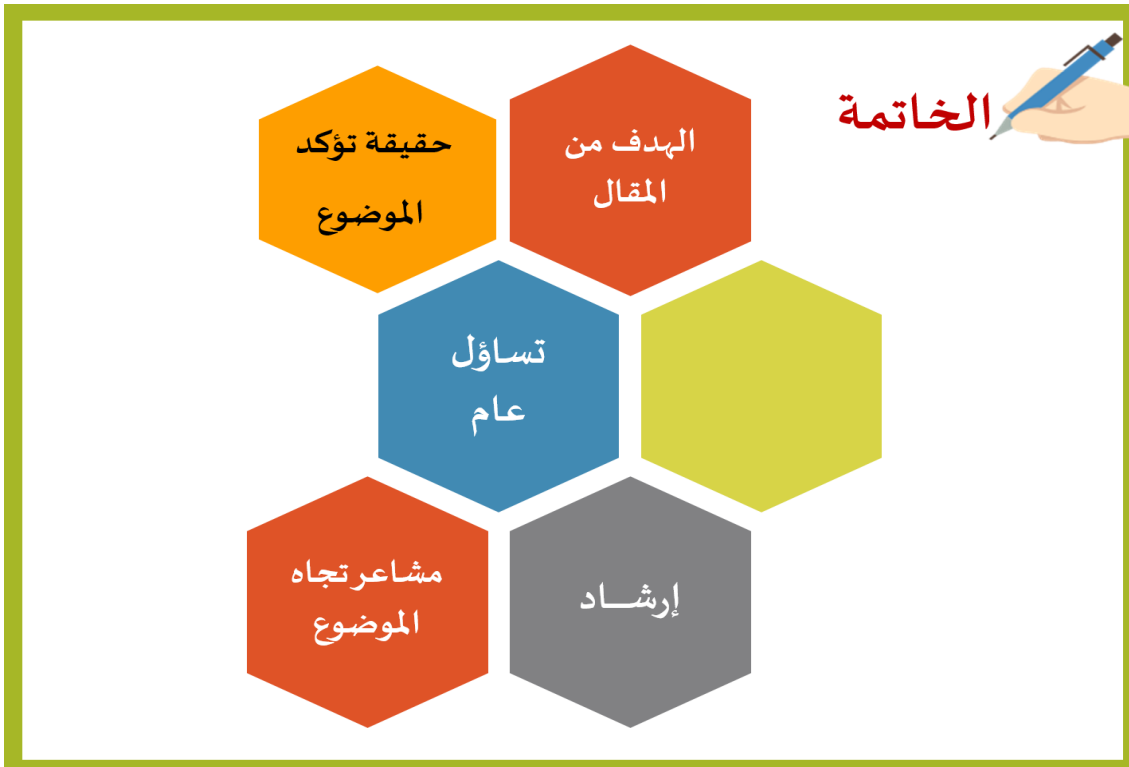 الخاتمة
الهدف من
المقال
حقيقة تؤكد
الموضوع
تساؤل
عام
إرشــاد
مشاعر تجاه
الموضوع